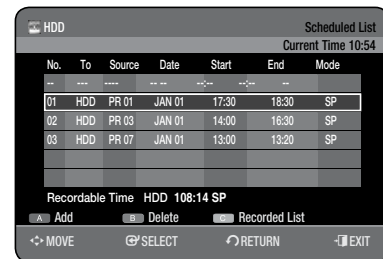 HDD Scheduled List
Current Time 10:54
No. To Source Date Start End Mode
-- --- ---- -- -- --:-- --:-- --
01 HDD PR 01 JAN 01 17:30 18:30 SP
02 HDD PR 03 JAN 01 14:00 16:30 SP
03 HDD PR 07 JAN 01 13:00 13:20 SP
Recordable Time HDD 108:14 SP
A Add B Delete C Recorded List
MOVE SELECT RETURN EXIT